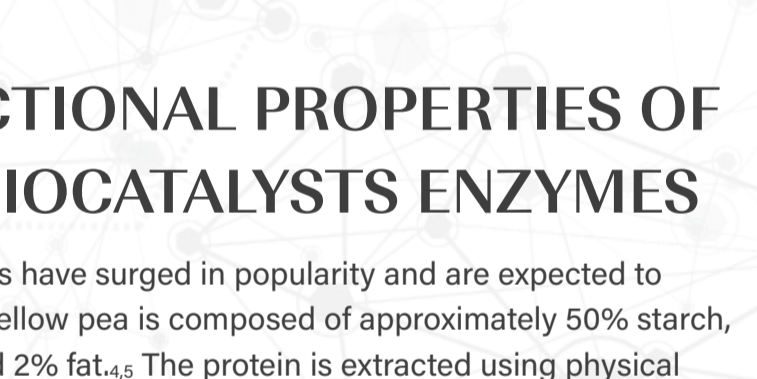 CTIONAL PROPERTIES OF
IOCATALYSTS ENZYMES
s have surged in popularity and are expected to
ellow pea is composed of approximately 50% starch,
2% fat.4,5 The protein is extracted using physical